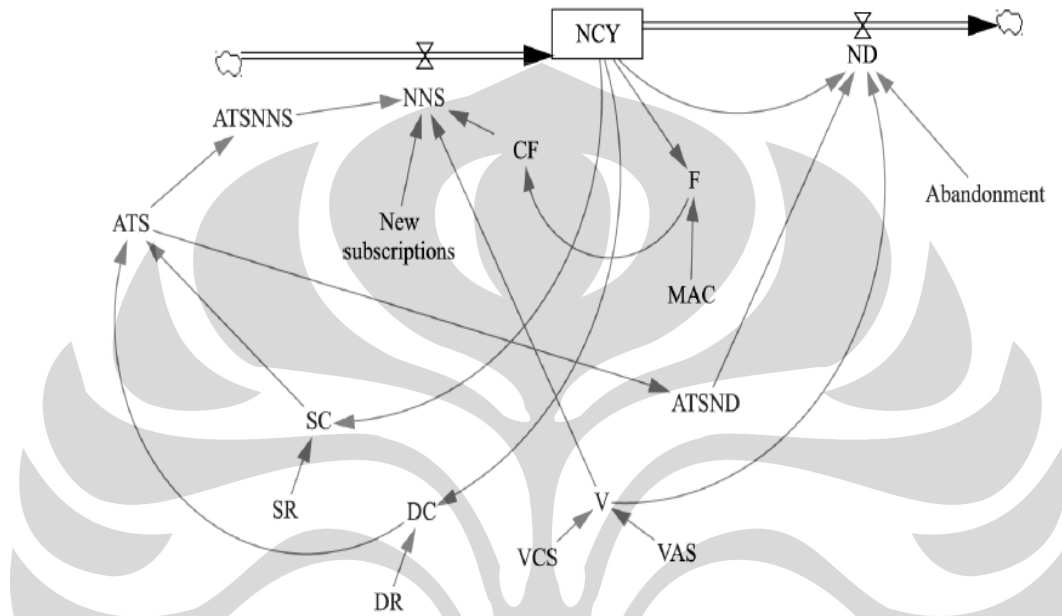 NCY
ND
NNS
ATSNNS
CF
F
Abandonment
New
subscriptions
ATS
MAC
ATSND
SC
SR
DC
V
VCS
VAS
DR